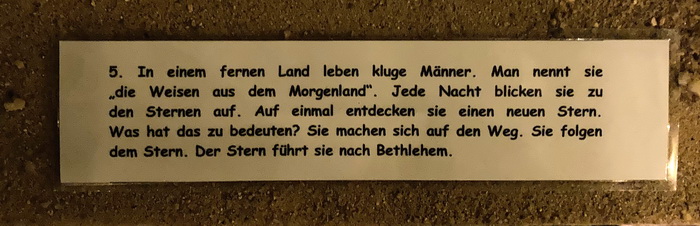 5. In einem fernen Land leben kluge Männer. Man nennt sie
„die Weisen aus dem Morgenland“. Jede Nacht blicken sie zu
den Sternen auf. Auf einmal entdecken sie einen neuen Stern.
Was hat das zu bedeuten? Sie machen sich auf den Weg. Sie folgen
dem Stern. Der Stern führt sie nach Bethlehem.